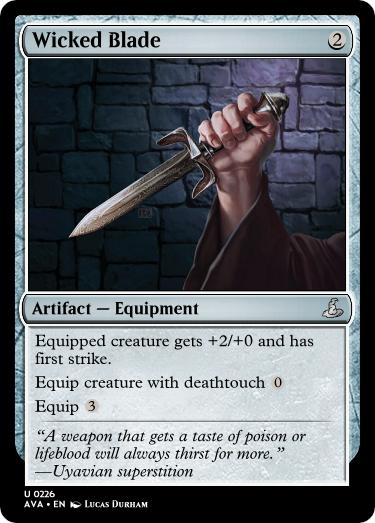 Wicked Blade 2
Artifact — Equipment
Equipped creature gets +2/+0 and has
first strike.
Equip creature with deathtouch 0
Equip 3
“A weapon that gets a taste of poison or
lifeblood will always thirst for more.”
—Uyavian superstition
U 0226
AVA • EN Lucas Durham